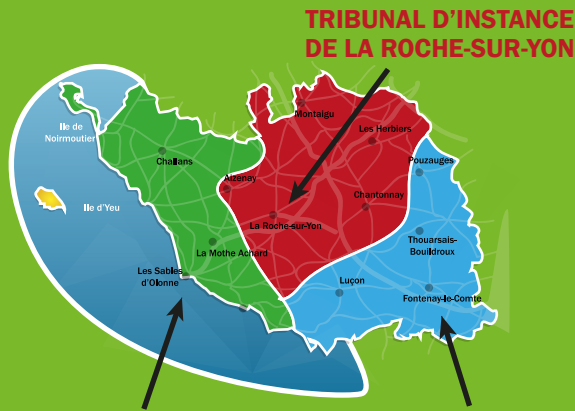 TRIBUNAL D'INSTANCE
DE LA ROCHE-SUR-YON
Montaigu
Ile de
Noirmoutier
Les Herbiers
Challans
Pouzauges
Aizenay
Chantonnay
Ile d'Yeu
La Roche-sur-Yon
La Mothe Achard
Thouarsais-
Bouildroux
Les Sables
d'Olonne
Luçon
Fontenay-le-Comte